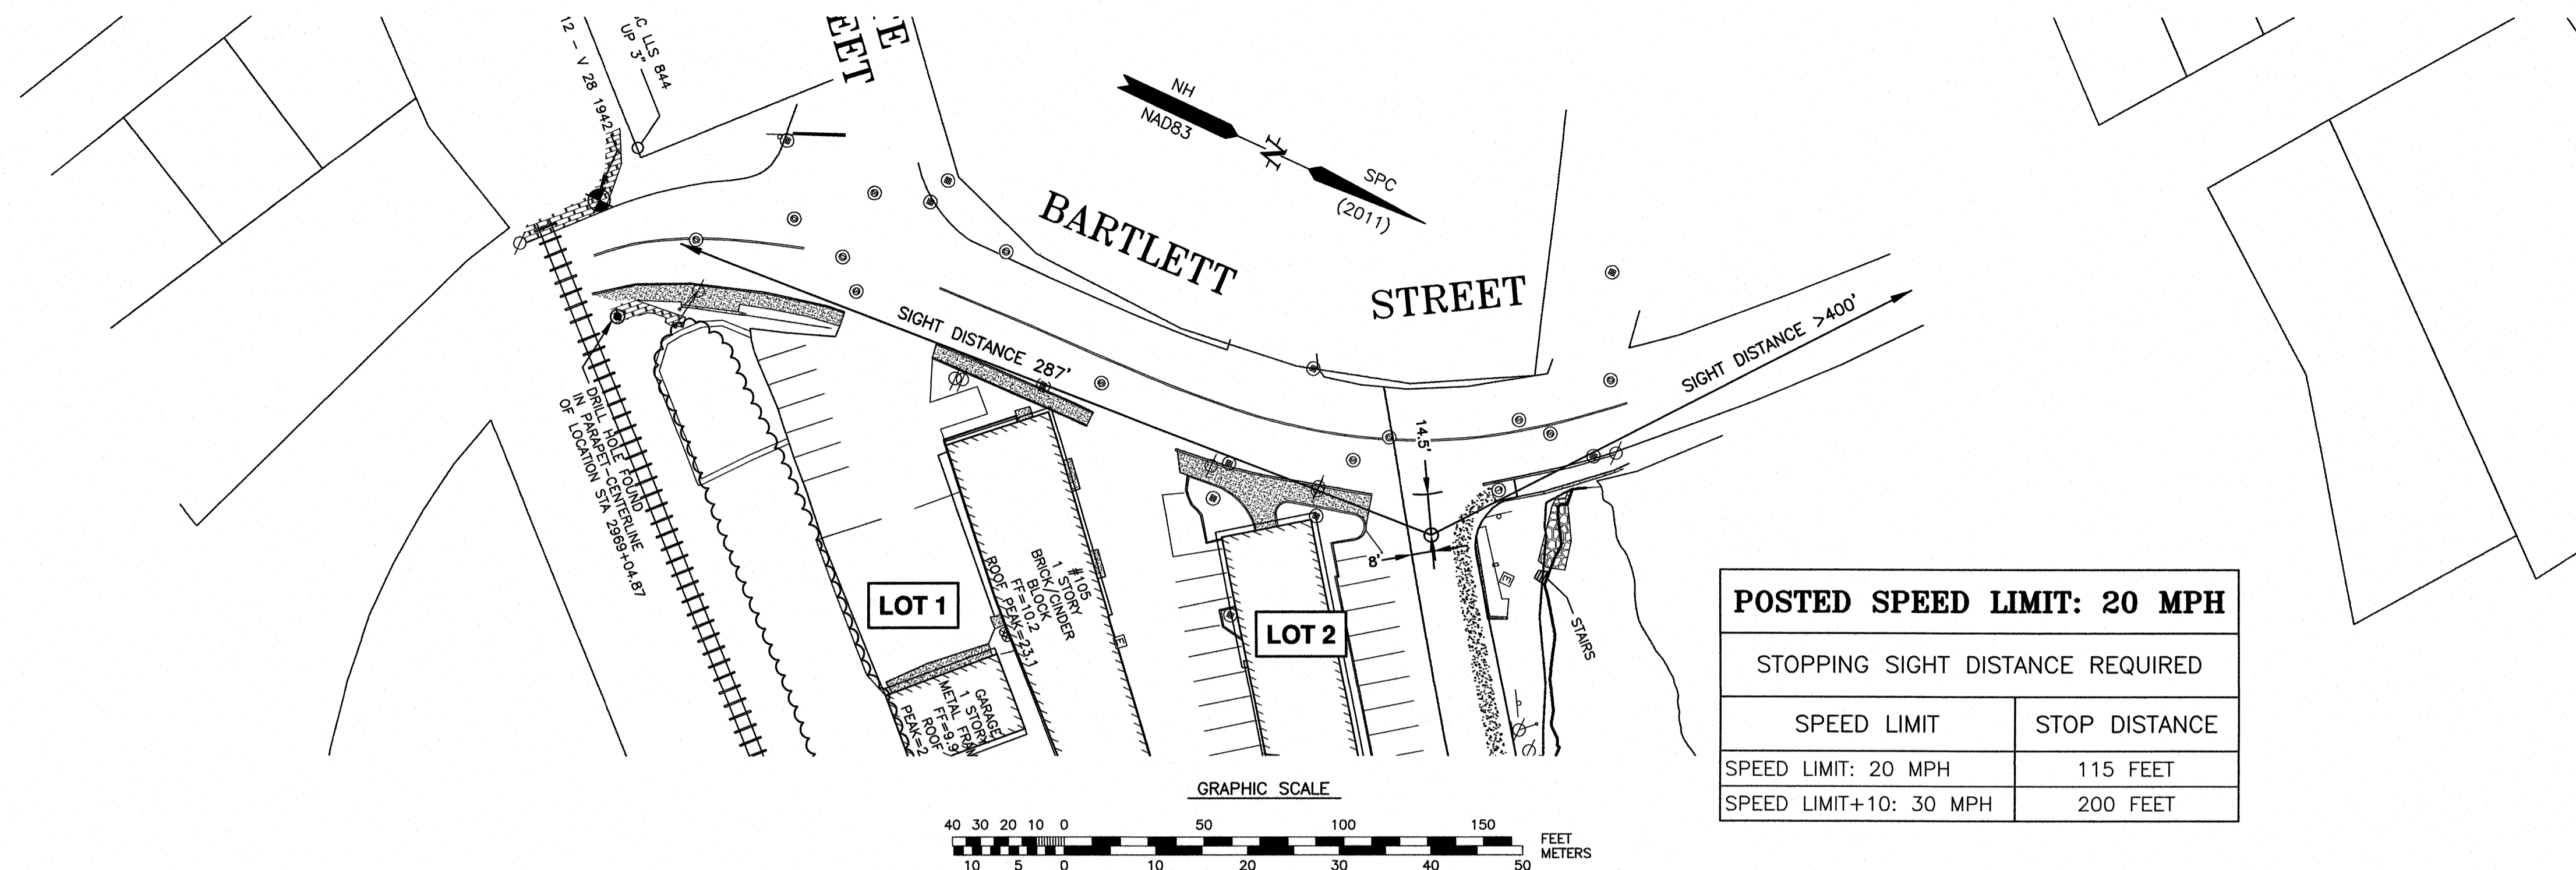 EET
E
C LLS 844
UP 3"
12 - V 28 1942
NH
NAD83
N
SPC
(2011)
BARTLETT
STREET
SIGHT DISTANCE 287'
SIGHT DISTANCE >400'
14.5'
8'
DRILL HOLE FOUND
IN PARAPET-CENTERLINE
OF LOCATION STA 2969+04.87
#105
1 STORY
BRICK/CINDER
BLOCK
FF=10.2
ROOF PEAK=23.1
LOT 1
LOT 2
GARAGE
1 STORY
METAL FRA
FF=9.9
ROOF
PEAK=2
E
E
STAIRS
POSTED SPEED LIMIT: 20 MPH
STOPPING SIGHT DISTANCE REQUIRED
SPEED LIMIT STOP DISTANCE
SPEED LIMIT: 20 MPH 115 FEET
SPEED LIMIT+10: 30 MPH 200 FEET
GRAPHIC SCALE
40 30 20 10 0 50 100 150
FEET
METERS
10 5 0 10 20 30 40 50